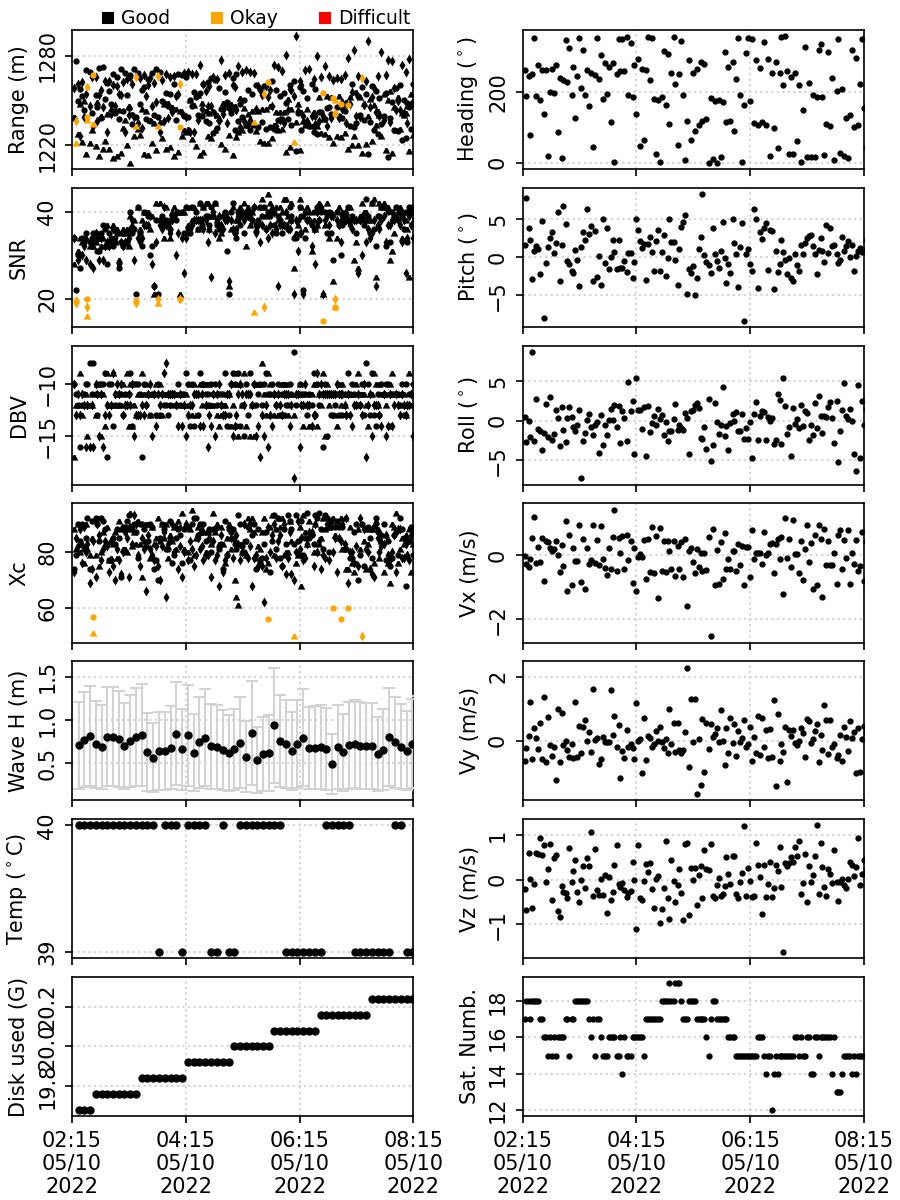 Good Okay Difficult
Range (m)
1280
1220
Heading (°)
200
0
SNR
40
20
Pitch (°)
5
0
−5
DBV
−10
−15
Roll (°)
5
0
−5
Xc
80
60
Vx (m/s)
0
−2
Wave H (m)
1.5
1.0
0.5
Vy (m/s)
2
0
Temp (°C)
40
39
Vz (m/s)
1
0
−1
Disk used (G)
20.2
20.0
19.8
Sat. Numb.
18
16
14
12
02:15 04:15 06:15 08:15 02:15 04:15 06:15 08:15
05/10 05/10 05/10 05/10 05/10 05/10 05/10 05/10
2022 2022 2022 2022 2022 2022 2022 2022